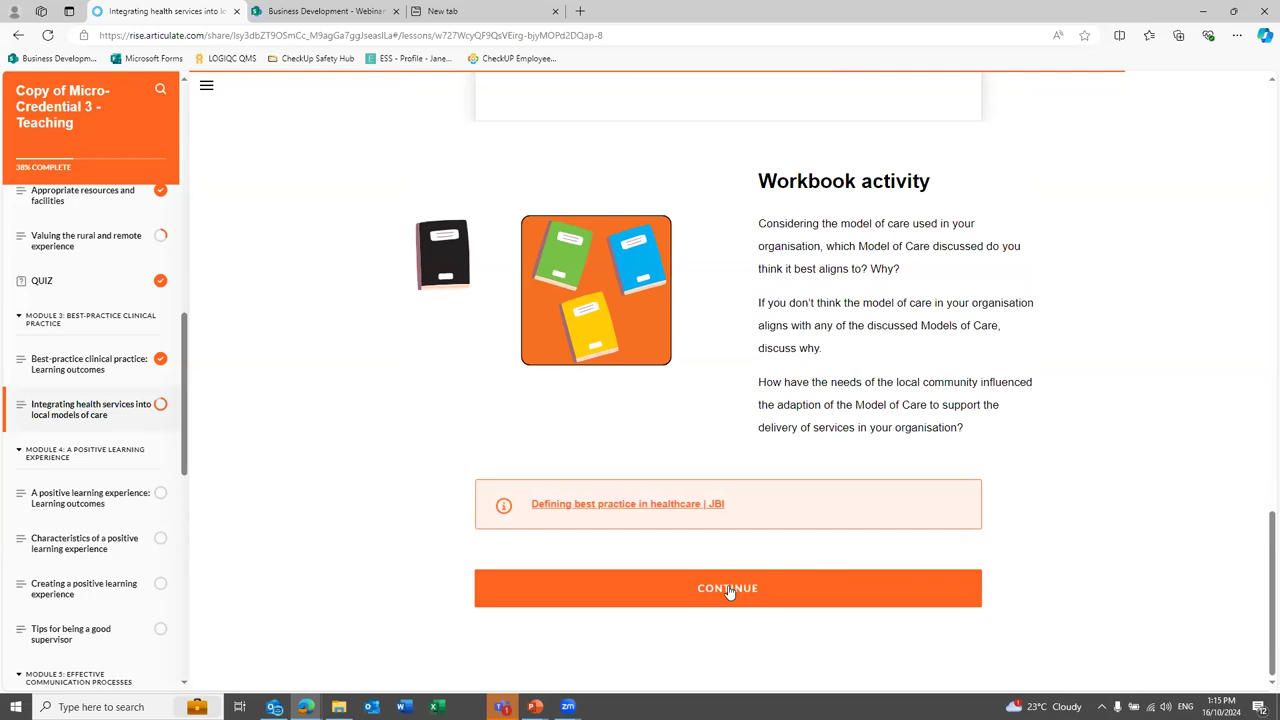 Integrating health services into lo
Business Development - Webinar
New tab
https://rise.articulate.com/share/Isy3dbZT9OSmCc_M9agGa7ggJseaslLa#/lessons/w727WcyQF9QsVEirg-bjyMOPd2DQap-8
Business Developm...
Microsoft Forms
LOGIQC QMS
CheckUp Safety Hub
ESS - Profile - Jane...
CheckUP Employee...
Copy of Micro-
Credential 3 -
Teaching
38% COMPLETE
Appropriate resources and
facilities
Valuing the rural and remote
experience
QUIZ
MODULE 3: BEST-PRACTICE CLINICAL
PRACTICE
Best-practice clinical practice:
Learning outcomes
Integrating health services into
local models of care
MODULE 4: A POSITIVE LEARNING
EXPERIENCE
A positive learning experience:
Learning outcomes
Characteristics of a positive
learning experience
Creating a positive learning
experience
Tips for being a good
supervisor
MODULE 5: EFFECTIVE
COMMUNICATION PROCESSES
Workbook activity
Considering the model of care used in your
organisation, which Model of Care discussed do you
think it best aligns to? Why?
If you don't think the model of care in your organisation
aligns with any of the discussed Models of Care,
discuss why.
How have the needs of the local community influenced
the adaption of the Model of Care to support the
delivery of services in your organisation?
Defining best practice in healthcare | JBI
CONTINUE
Type here to search
23°C Cloudy
ENG
1:15 PM
16/10/2024